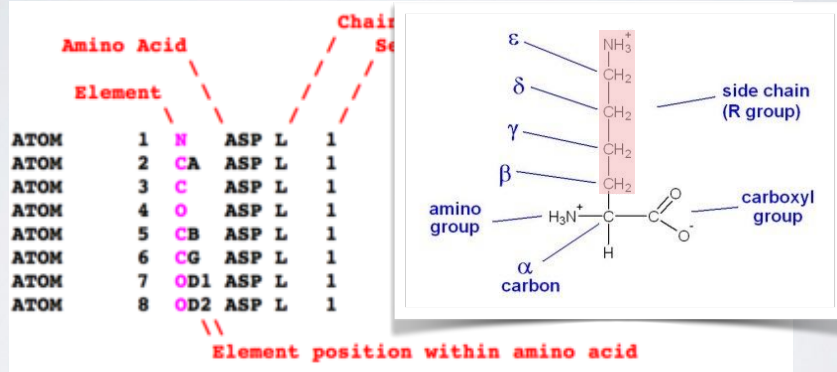 Chain
Amino Acid
Se
Element
ATOM 1 N ASP L 1
ATOM 2 CA ASP L 1
ATOM 3 C ASP L 1
ATOM 4 O ASP L 1
ATOM 5 CB ASP L 1
ATOM 6 CG ASP L 1
ATOM 7 OD1 ASP L 1
ATOM 8 OD2 ASP L 1
Element position within amino acid
ε
δ
γ
β
NH3+
CH2
CH2
CH2
CH2
side chain
(R group)
amino
group
H3N+
C
C
O
O-
H
carboxyl
group
α
carbon